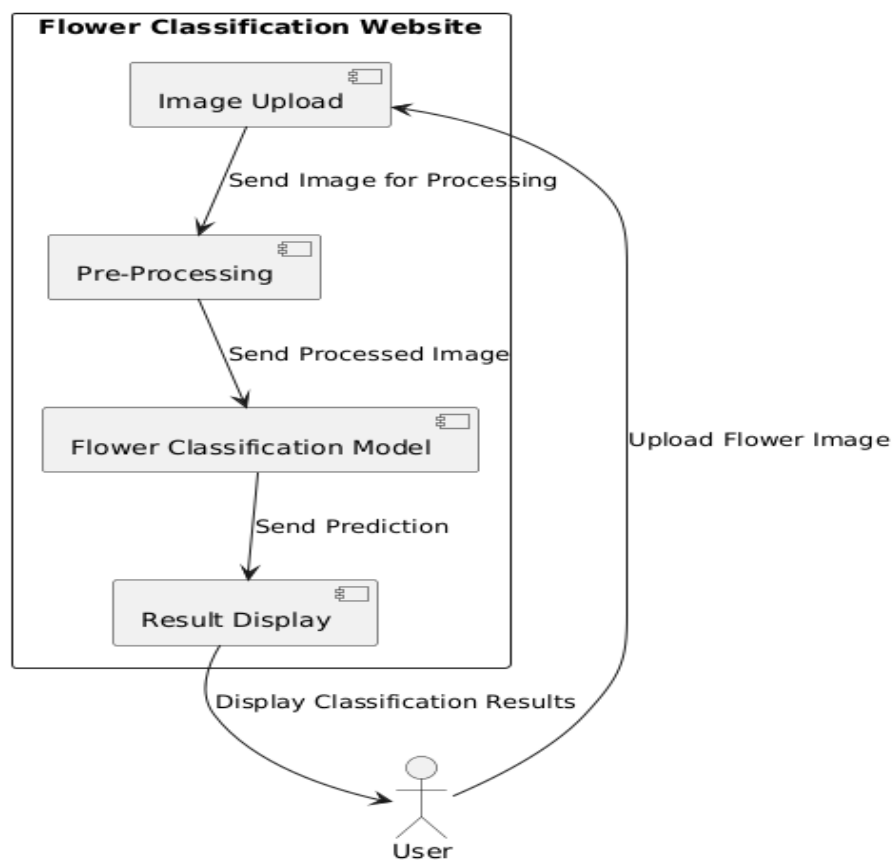 Flower Classification Website
Image Upload
Send Image for Processing
Pre-Processing
Send Processed Image
Flower Classification Model
Upload Flower Image
Send Prediction
Result Display
Display Classification Results
User